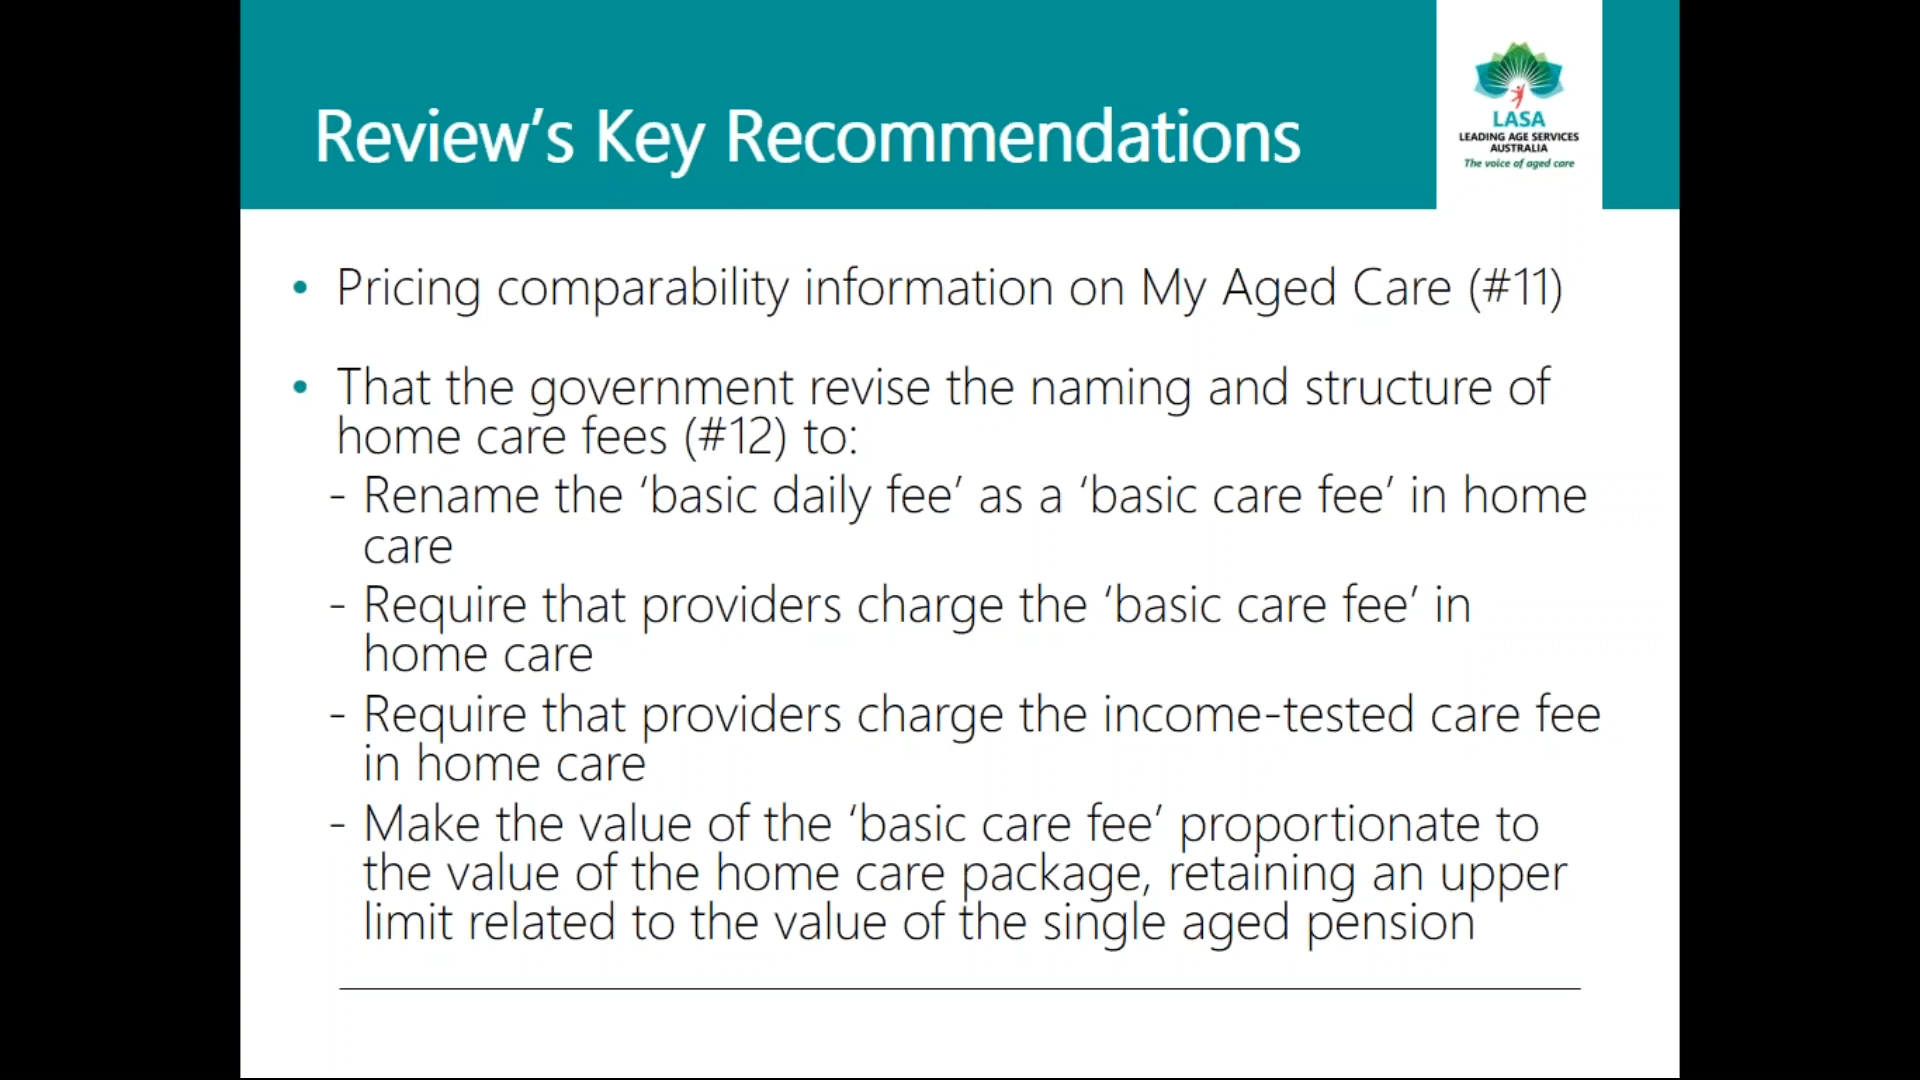 Review’s Key Recommendations
LASA
LEADING AGE SERVICES
AUSTRALIA
The voice of aged care
• Pricing comparability information on My Aged Care (#11)
• That the government revise the naming and structure of
home care fees (#12) to:
- Rename the ‘basic daily fee’ as a ‘basic care fee’ in home
care
- Require that providers charge the ‘basic care fee’ in
home care
- Require that providers charge the income-tested care fee
in home care
- Make the value of the ‘basic care fee’ proportionate to
the value of the home care package, retaining an upper
limit related to the value of the single aged pension